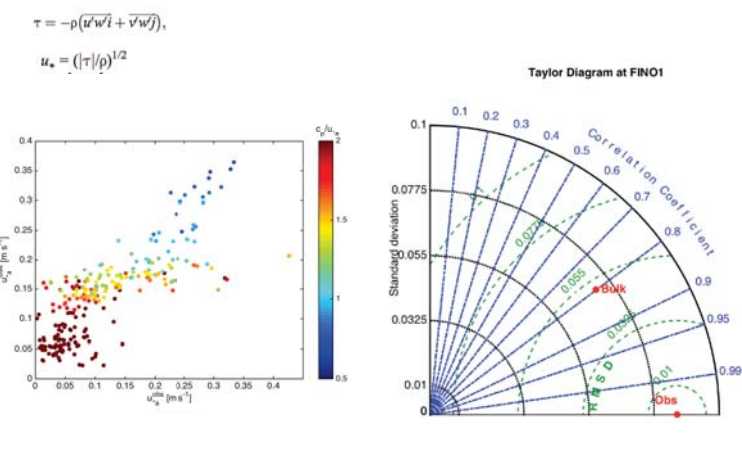 τ = −ρ(u′w′i + v′w′j),
u* = (|τ|/ρ)^1/2
Taylor Diagram at FINO1
c_p/u*
0.4
0.35
0.3
0.25
0.2
0.15
0.1
0.05
0
0 0.05 0.1 0.15 0.2 0.25 0.3 0.35 0.4
u*a^obs [m s⁻¹]
u*a^obs [m s⁻¹]
2
1.5
1
0.5
0.1 0.2 0.3 0.4 0.5 0.6 0.7 0.8 0.9 0.95 0.99
Correlation Coefficient
Standard deviation
0.1
0.0775
0.055
0.0325
0.01
0
0.055
0.01
RMSD
Bulk
Obs